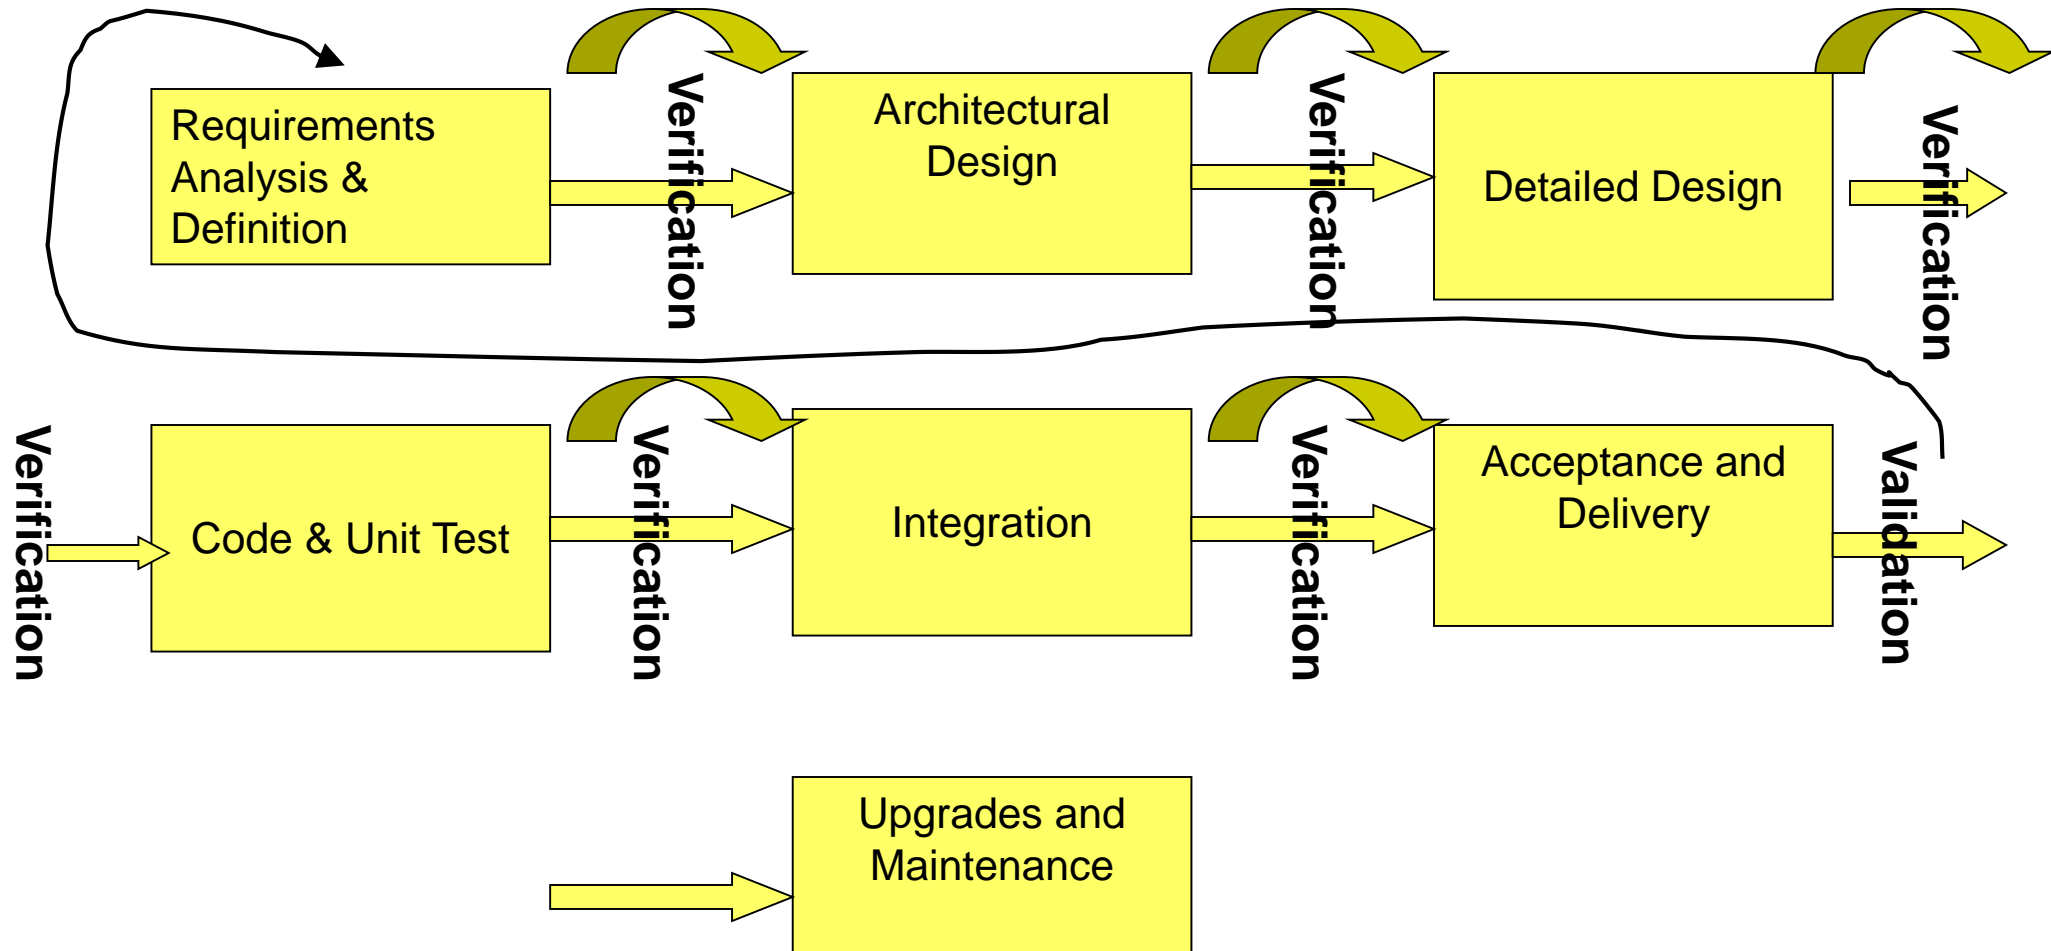 Requirements
Analysis &
Definition
Verification
Architectural
Design
Verification
Detailed Design
Verification
Verification
Code & Unit Test
Verification
Integration
Verification
Acceptance and
Delivery
Validation
Upgrades and
Maintenance